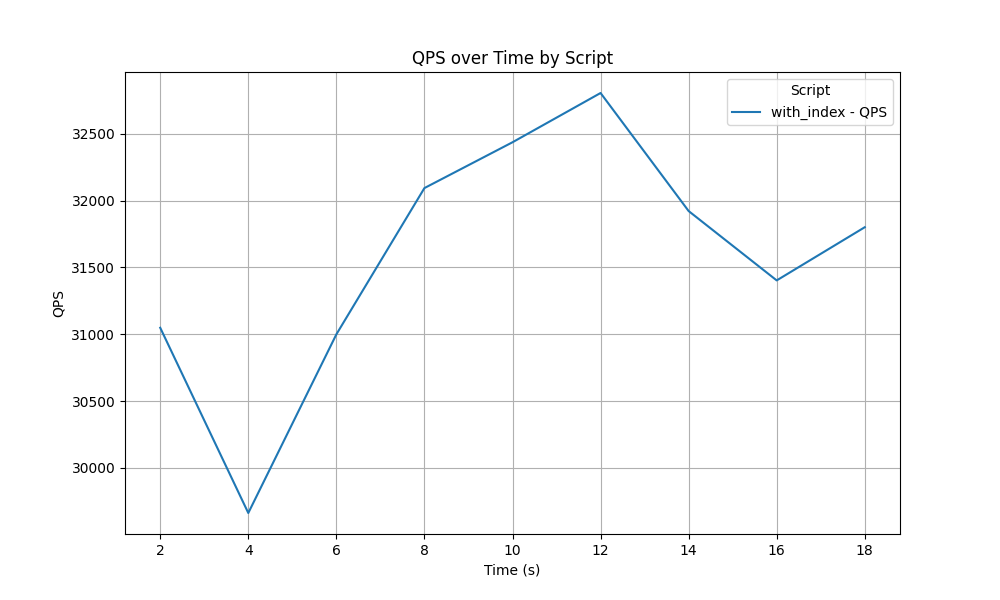 QPS over Time by Script
Script
with_index - QPS
32500
32000
31500
31000
30500
30000
QPS
2 4 6 8 10 12 14 16 18
Time (s)